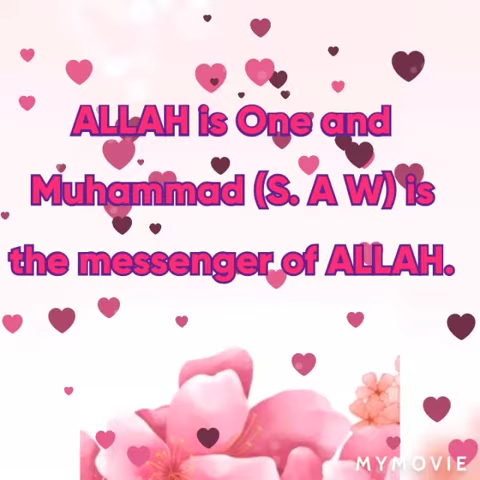 ALLAH is One and
Muhammad (S. A W) is
the messenger of ALLAH.
MYMOVIE